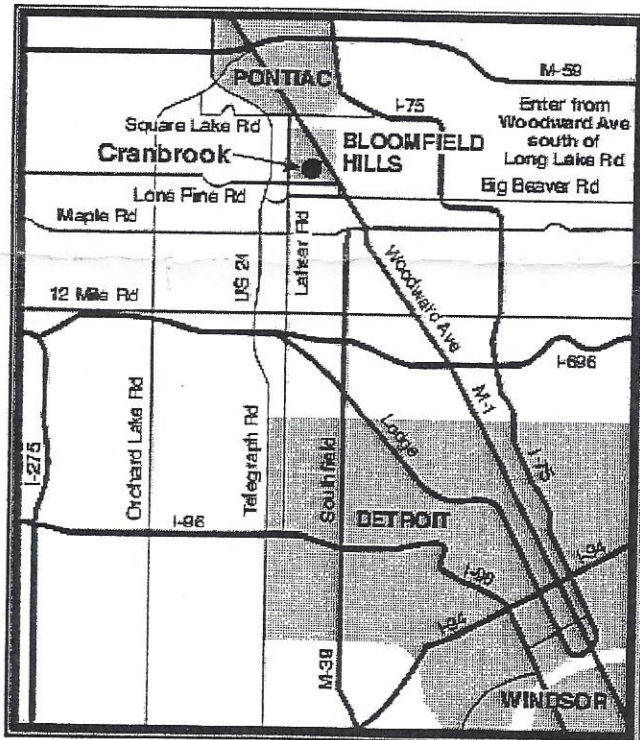 PONTIAC
M-59
I-75
Enter from
Woodward Ave
south of
Long Lake Rd
Square Lake Rd
BLOOMFIELD
HILLS
Cranbrook
Big Beaver Rd
Lone Pine Rd
Maple Rd
Lahser Rd
US 24
Woodward Ave
12 Mile Rd
I-696
M-1
I-275
Orchard Lake Rd
Telegraph Rd
Southfield
Lodge
I-75
DETROIT
I-96
I-94
I-96
I-94
M-39
WINDSOR